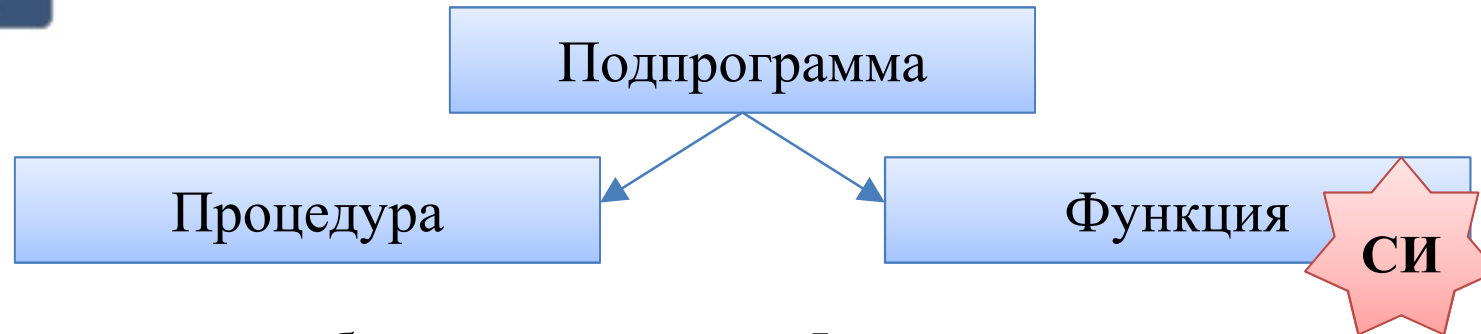 Подпрограмма
Процедура
Функция
СИ